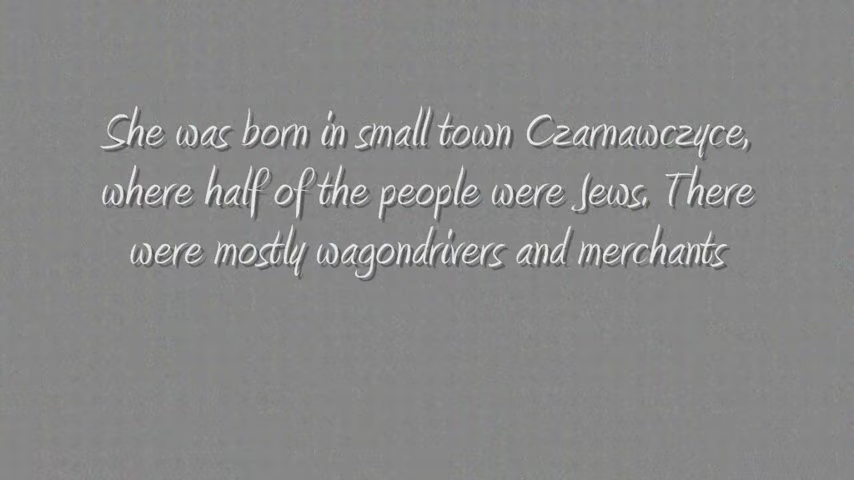 She was born in small town Czarnawczyce,
where half of the people were Jews. There
were mostly wagondrivers and merchants